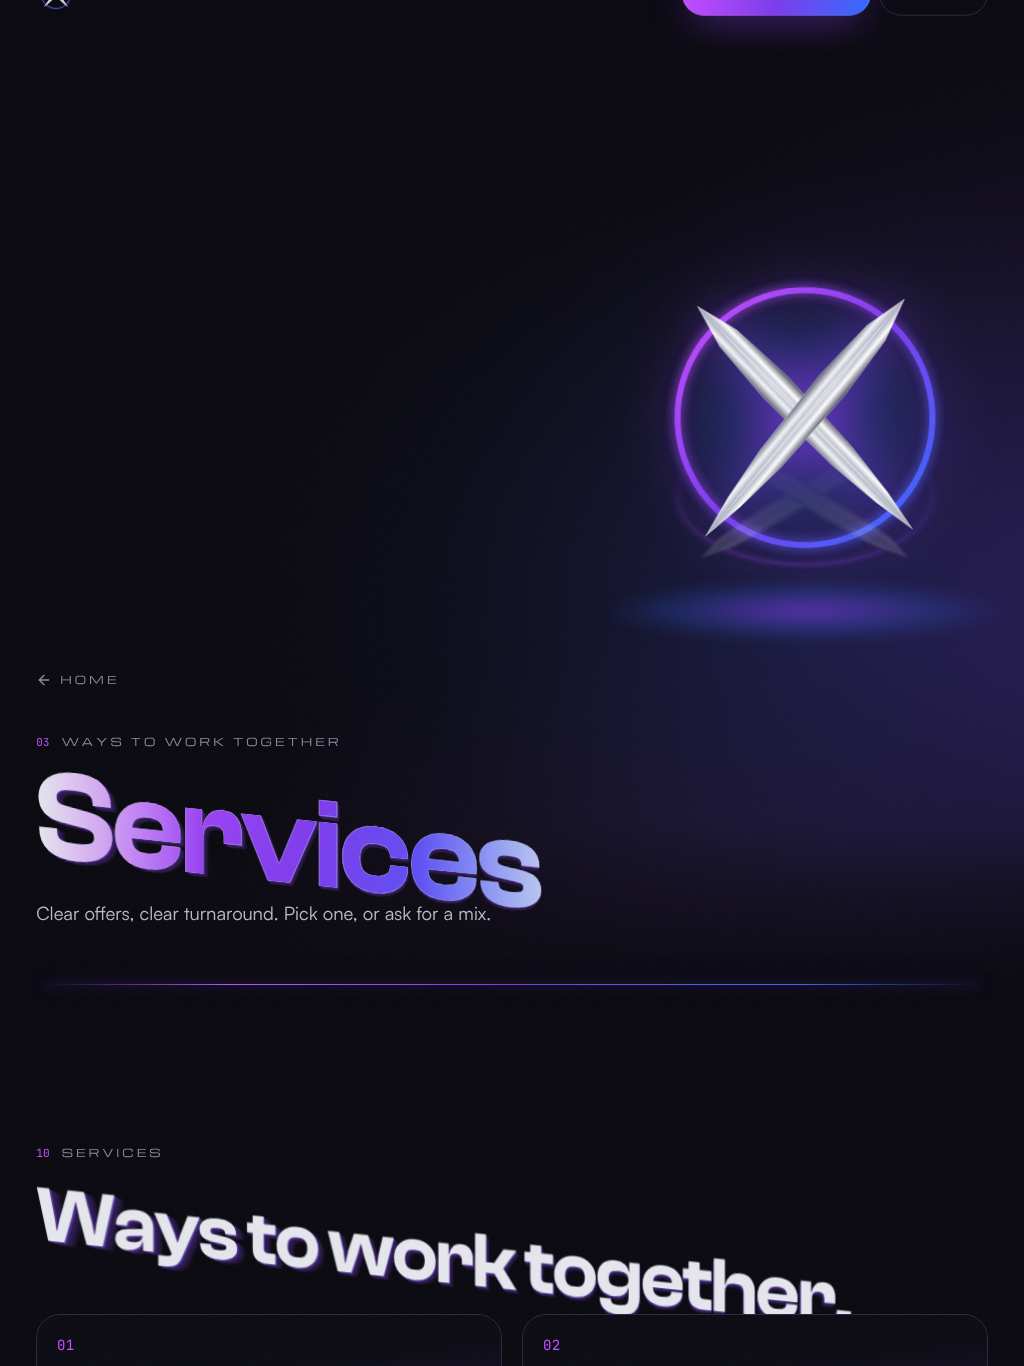 ← HOME
03 WAYS TO WORK TOGETHER
Services
Clear offers, clear turnaround. Pick one, or ask for a mix.
10 SERVICES
Ways to work together.
01
02